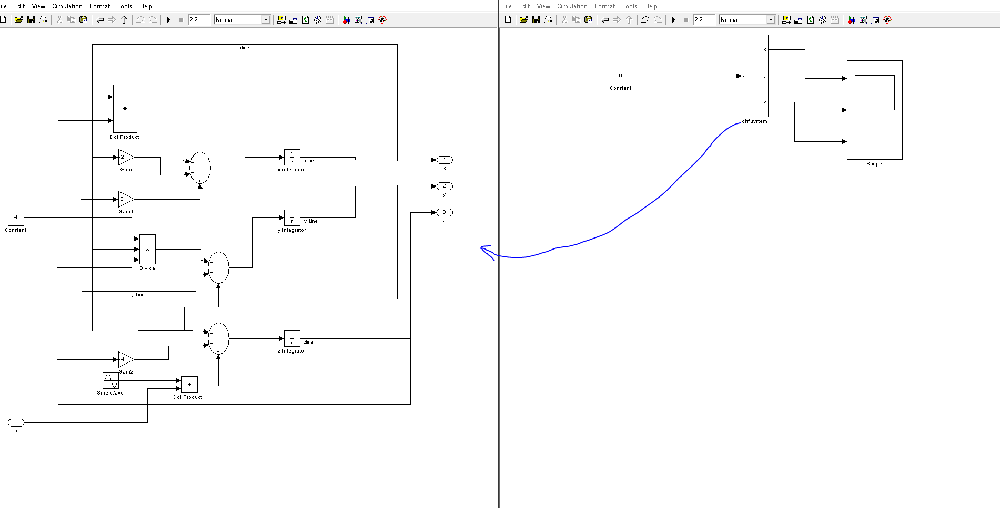 ile Edit View Simulation Format Tools Help
File Edit View Simulation Format Tools Help
2.2 Normal
2.2 Normal
xline
Dot Product
-2
Gain
+
+
+
1
s
xline
x integrator
1
x
3
Gain1
2
y
4
Constant
1
s
y Line
y Integrator
3
z
×
Divide
+
−
−
y Line
+
+
+
1
s
zline
z Integrator
-4
Gain2
Sine Wave
Dot Product1
1
a
0
Constant
x
a y
z
diff system
Scope